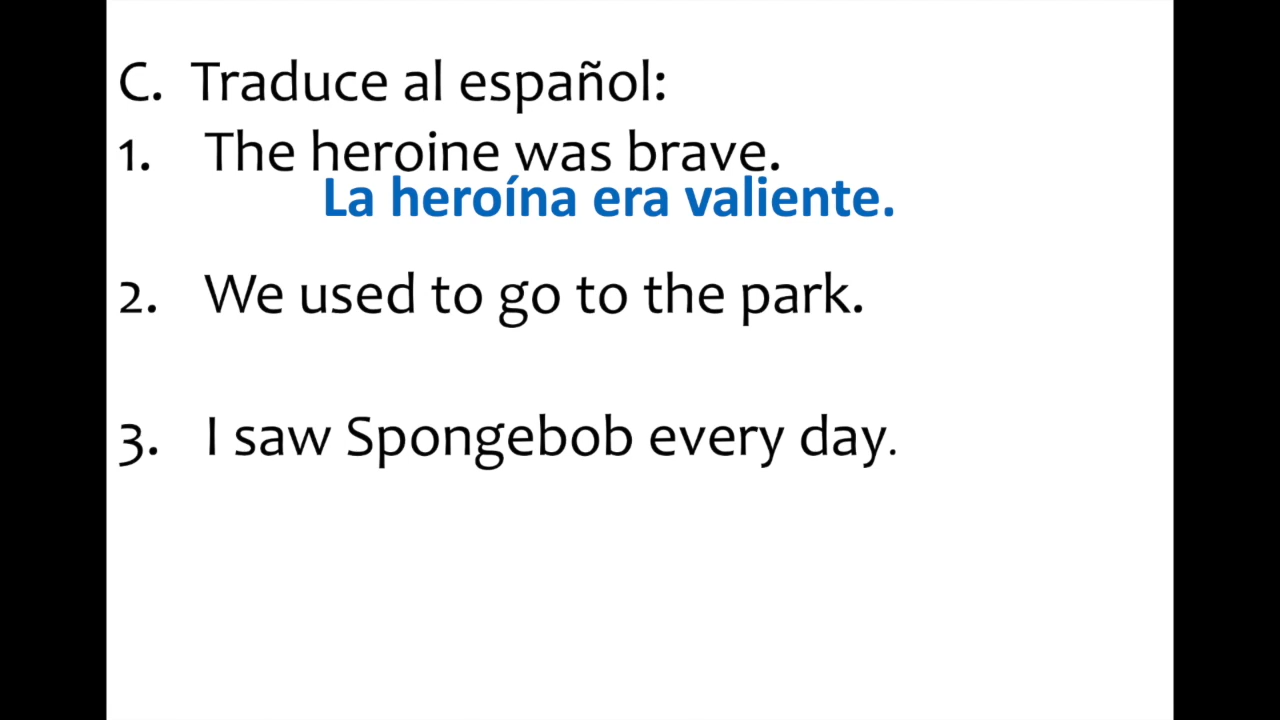 C. Traduce al español:
1. The heroine was brave.
La heroína era valiente.
2. We used to go to the park.
3. I saw Spongebob every day.